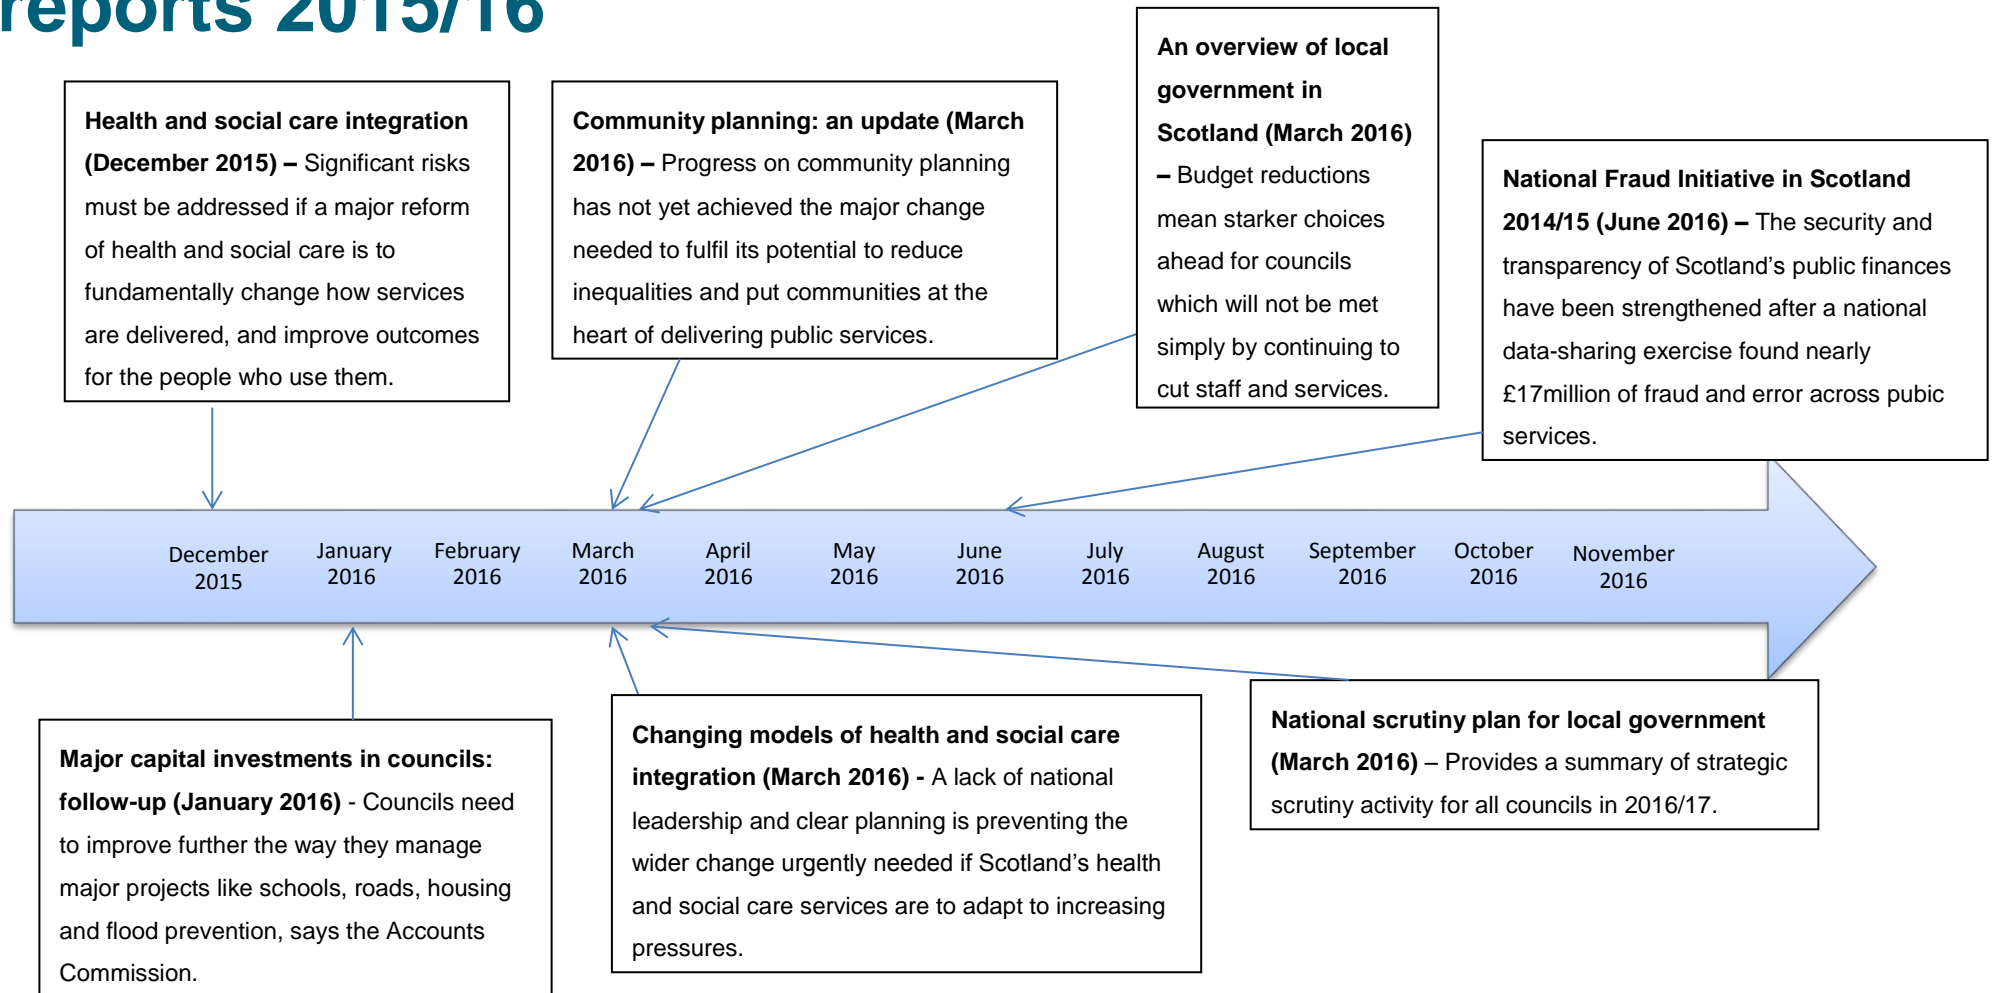 reports 2015/16
Health and social care integration
(December 2015) – Significant risks
must be addressed if a major reform
of health and social care is to
fundamentally change how services
are delivered, and improve outcomes
for the people who use them.
Community planning: an update (March
2016) – Progress on community planning
has not yet achieved the major change
needed to fulfil its potential to reduce
inequalities and put communities at the
heart of delivering public services.
An overview of local
government in
Scotland (March 2016)
– Budget reductions
mean starker choices
ahead for councils
which will not be met
simply by continuing to
cut staff and services.
National Fraud Initiative in Scotland
2014/15 (June 2016) – The security and
transparency of Scotland’s public finances
have been strengthened after a national
data-sharing exercise found nearly
£17million of fraud and error across pubic
services.
December
2015
January
2016
February
2016
March
2016
April
2016
May
2016
June
2016
July
2016
August
2016
September
2016
October
2016
November
2016
Major capital investments in councils:
follow-up (January 2016) - Councils need
to improve further the way they manage
major projects like schools, roads, housing
and flood prevention, says the Accounts
Commission.
Changing models of health and social care
integration (March 2016) - A lack of national
leadership and clear planning is preventing the
wider change urgently needed if Scotland’s health
and social care services are to adapt to increasing
pressures.
National scrutiny plan for local government
(March 2016) – Provides a summary of strategic
scrutiny activity for all councils in 2016/17.